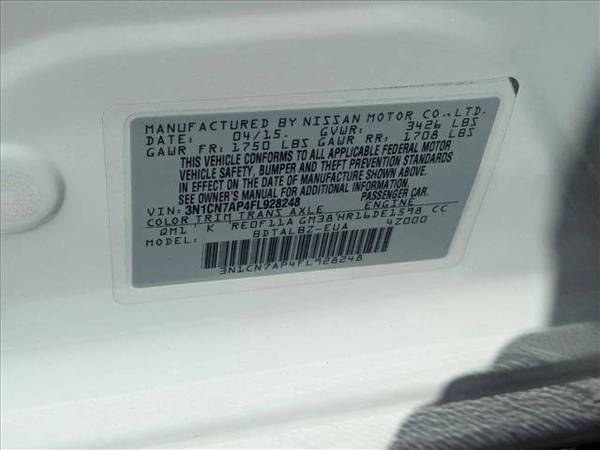 MANUFACTURED BY NISSAN MOTOR CO.,LTD.
DATE: 04/15. GVWR: 3426 LBS
GAWR FR: 1750 LBS GAWR RR: 1708 LBS
THIS VEHICLE CONFORMS TO ALL APPLICABLE FEDERAL MOTOR
VEHICLE SAFETY, BUMPER AND THEFT PREVENTION STANDARDS
IN EFFECT ON THE DATE OF MANUFACTURE SHOWN ABOVE.
SEE OWNER'S MANUAL FOR ADDITIONAL INFORMATION.
VIN: 3N1CN7AP4FL928248 PASSENGER CAR.
COLOR TRIM TRANS AXLE ENGINE
QM1' K RE0F11A GM38'HR16DE1598 CC
MODEL: BDTALBZ-EUA 4Z000
3N1CN7AP4FL928248